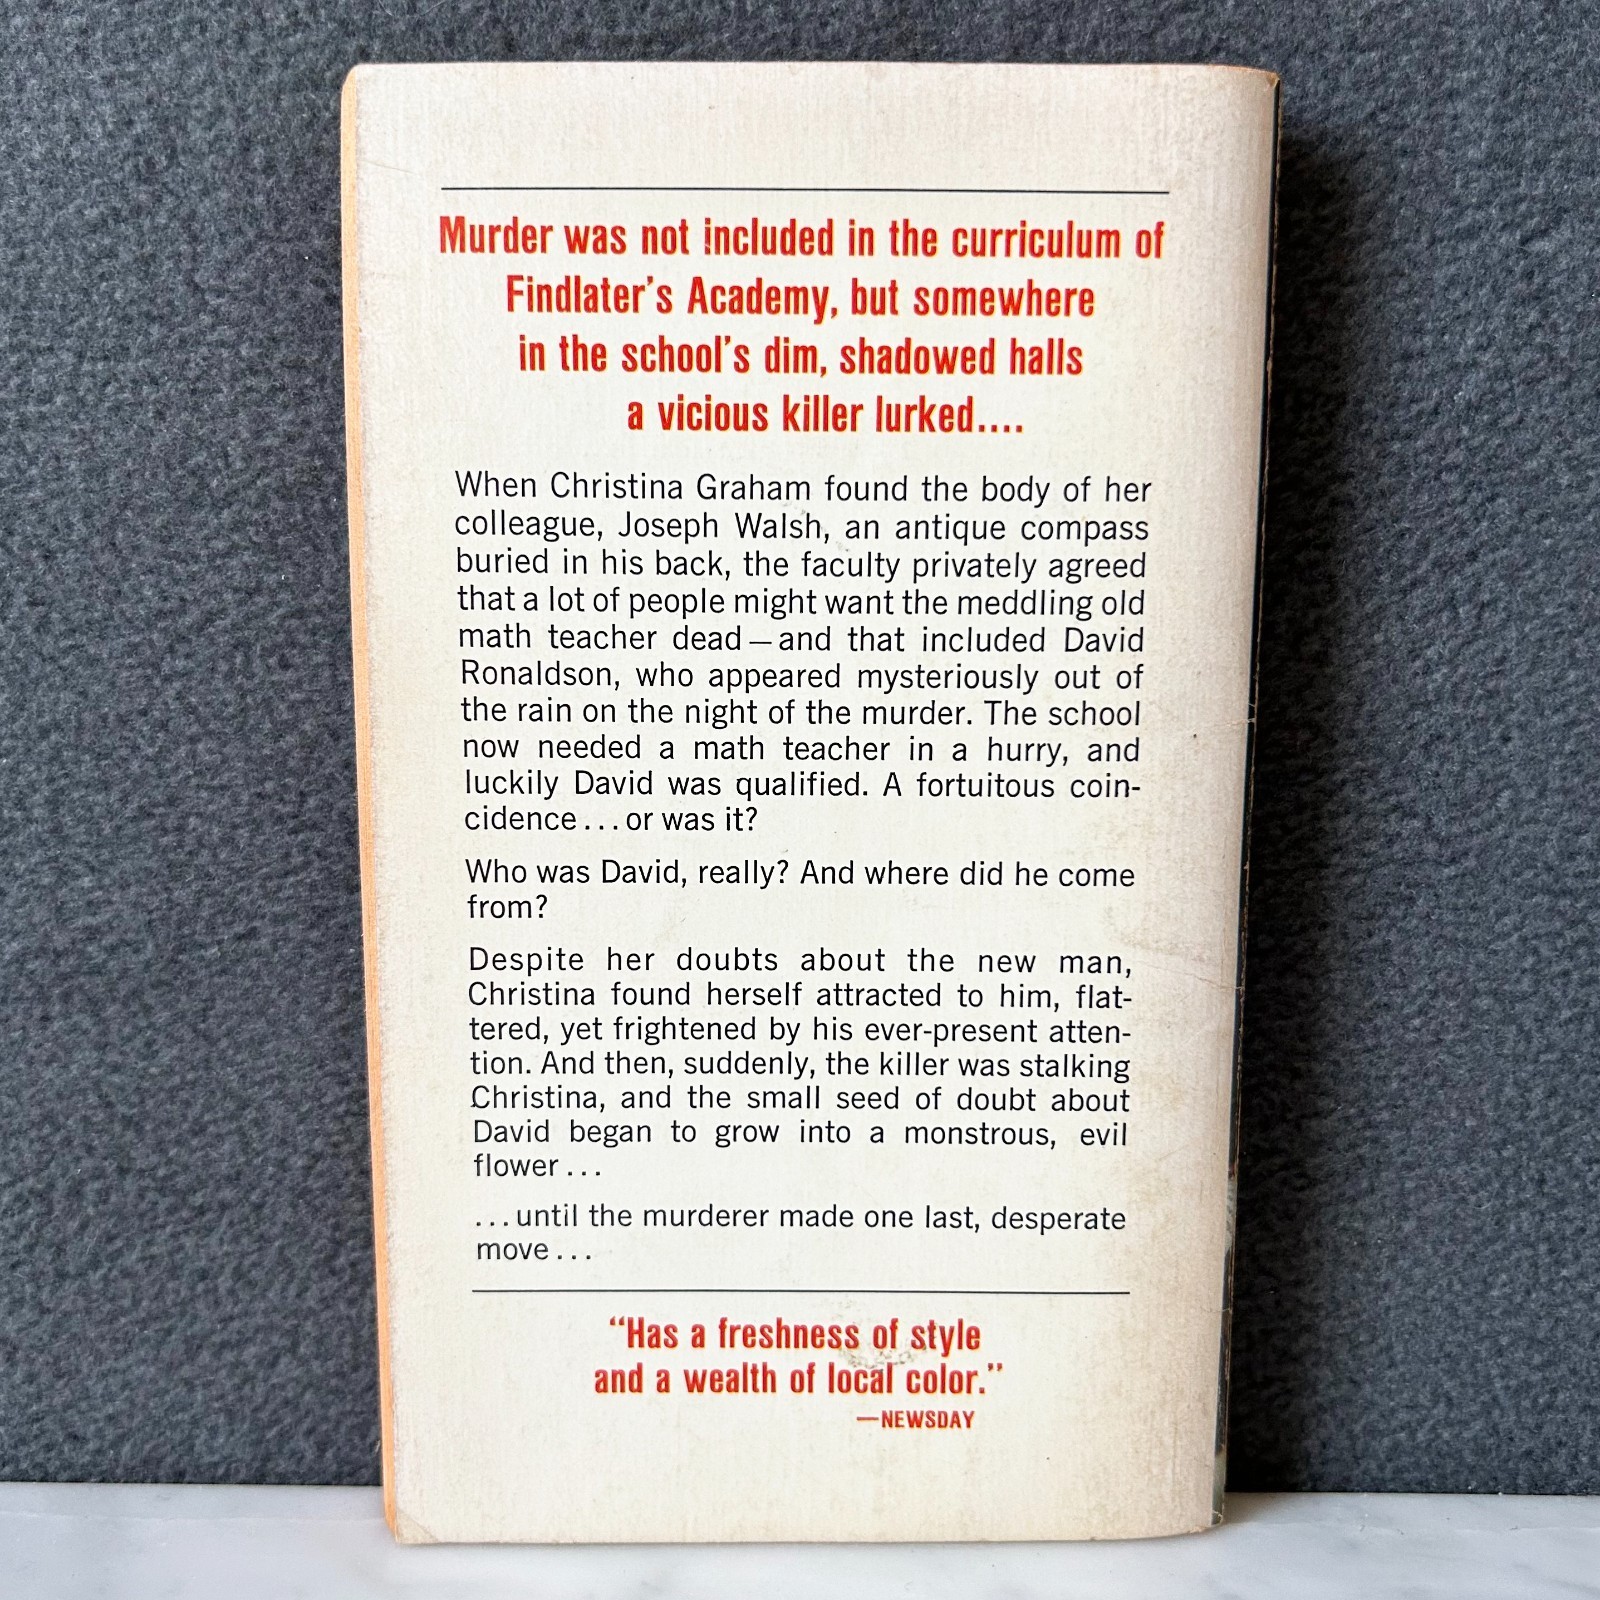 Murder was not included in the curriculum of
Findlater's Academy, but somewhere
in the school's dim, shadowed halls
a vicious killer lurked....
When Christina Graham found the body of her
colleague, Joseph Walsh, an antique compass
buried in his back, the faculty privately agreed
that a lot of people might want the meddling old
math teacher dead—and that included David
Ronaldson, who appeared mysteriously out of
the rain on the night of the murder. The school
now needed a math teacher in a hurry, and
luckily David was qualified. A fortuitous coin-
cidence...or was it?
Who was David, really? And where did he come
from?
Despite her doubts about the new man,
Christina found herself attracted to him, flat-
tered, yet frightened by his ever-present atten-
tion. And then, suddenly, the killer was stalking
Christina, and the small seed of doubt about
David began to grow into a monstrous, evil
flower...
...until the murderer made one last, desperate
move...
"Has a freshness of style
and a wealth of local color."
—NEWSDAY